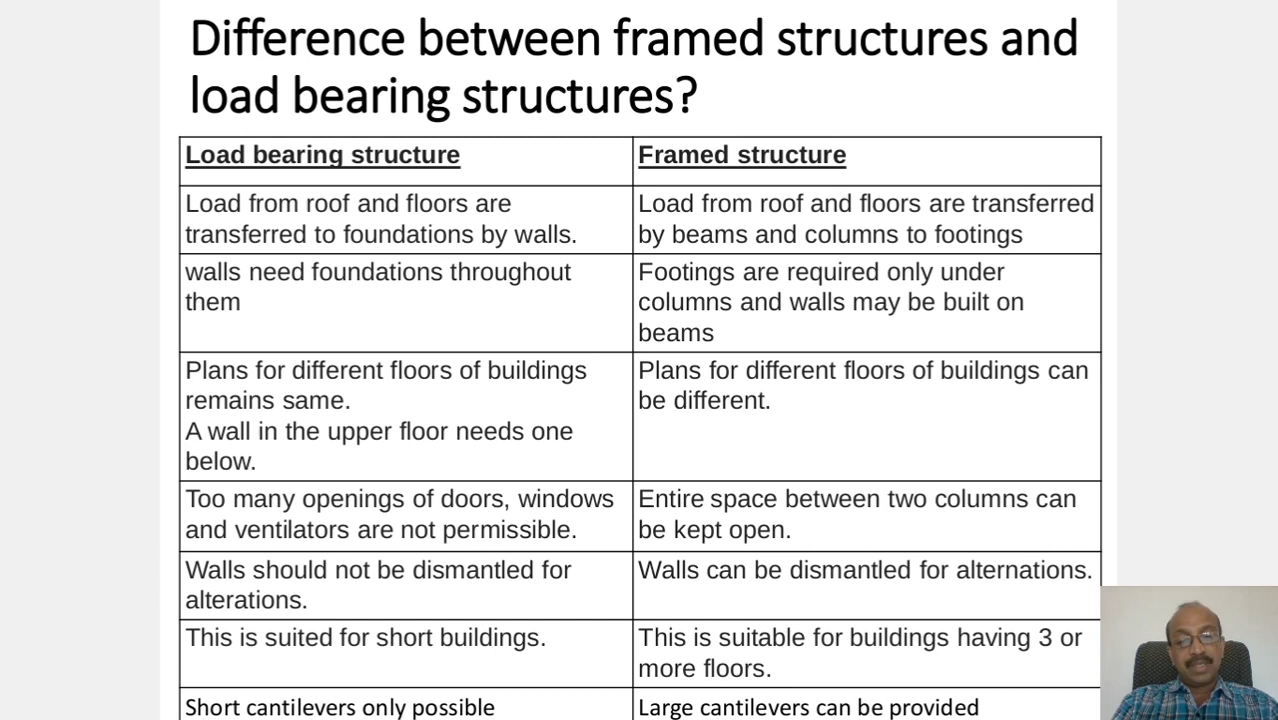 Difference between framed structures and
load bearing structures?
Load bearing structure
Framed structure
Load from roof and floors are
transferred to foundations by walls.
Load from roof and floors are transferred
by beams and columns to footings
walls need foundations throughout
them
Footings are required only under
columns and walls may be built on
beams
Plans for different floors of buildings
remains same.
A wall in the upper floor needs one
below.
Plans for different floors of buildings can
be different.
Too many openings of doors, windows
and ventilators are not permissible.
Entire space between two columns can
be kept open.
Walls should not be dismantled for
alterations.
Walls can be dismantled for alternations.
This is suited for short buildings.
This is suitable for buildings having 3 or
more floors.
Short cantilevers only possible
Large cantilevers can be provided